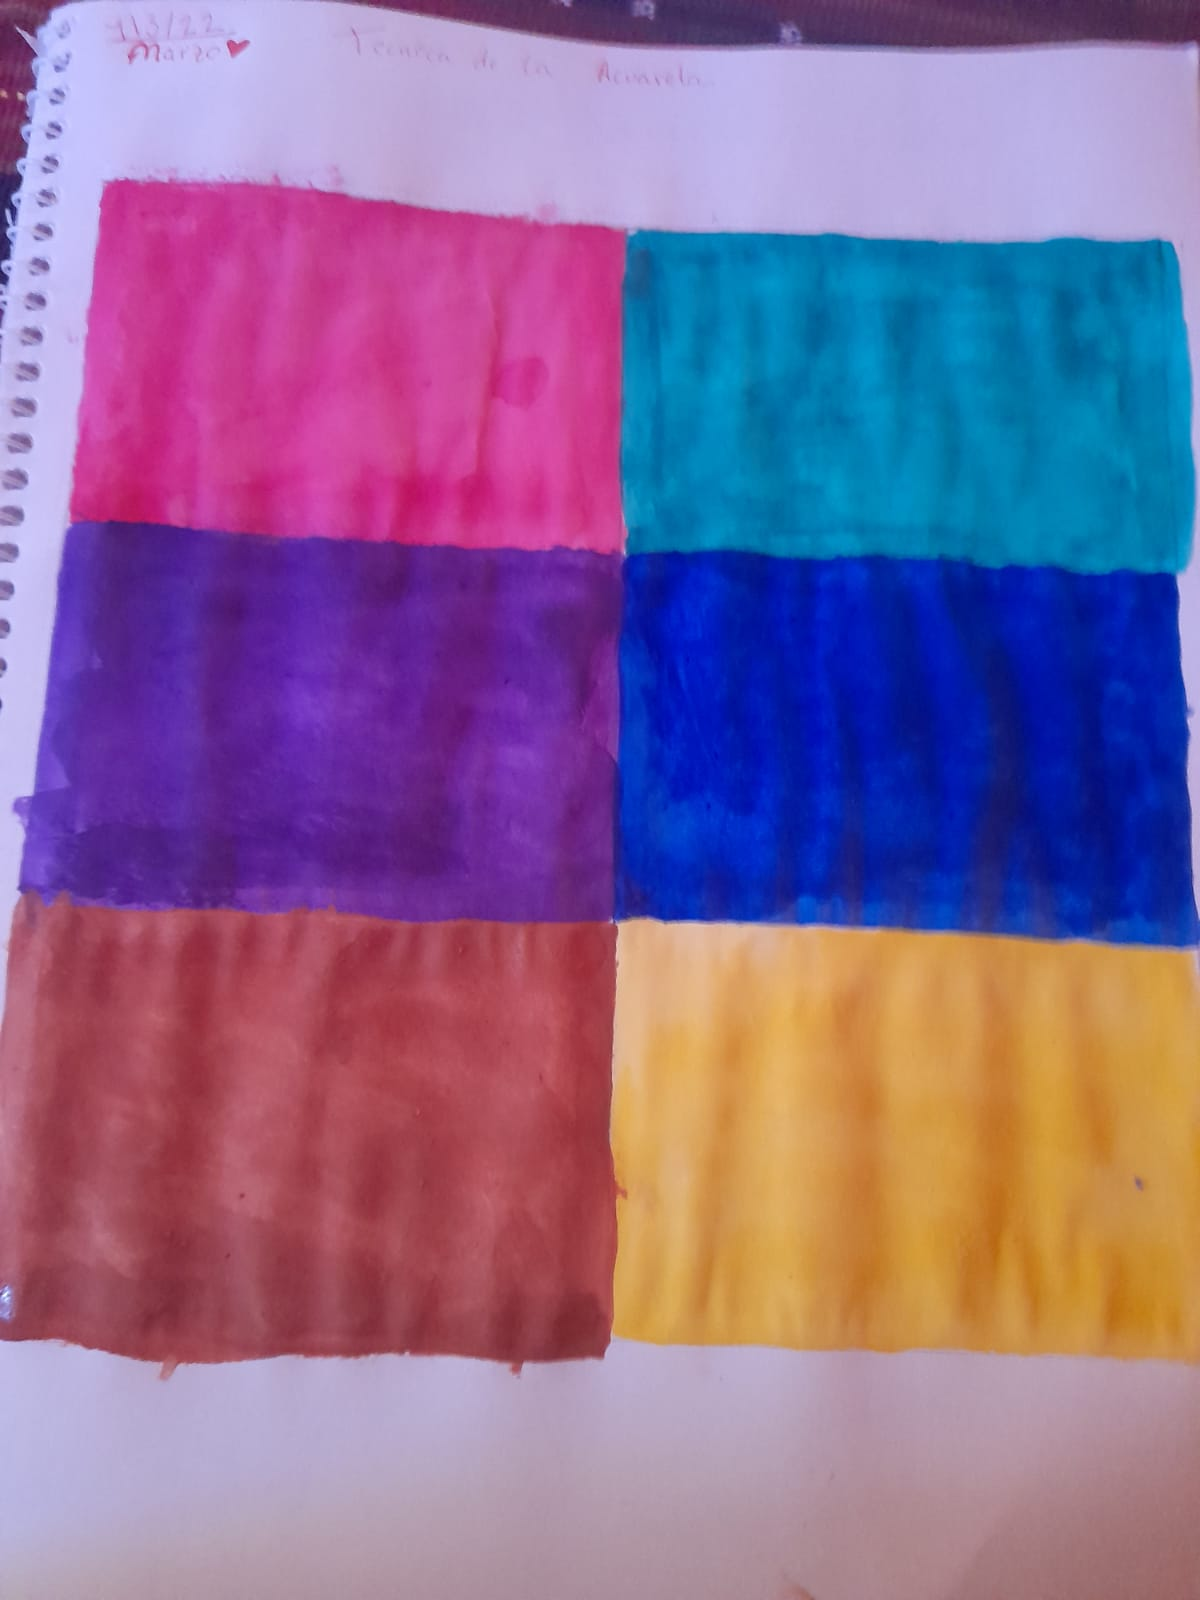 1/3/22
Marzo
Tecnica de la Acuarela